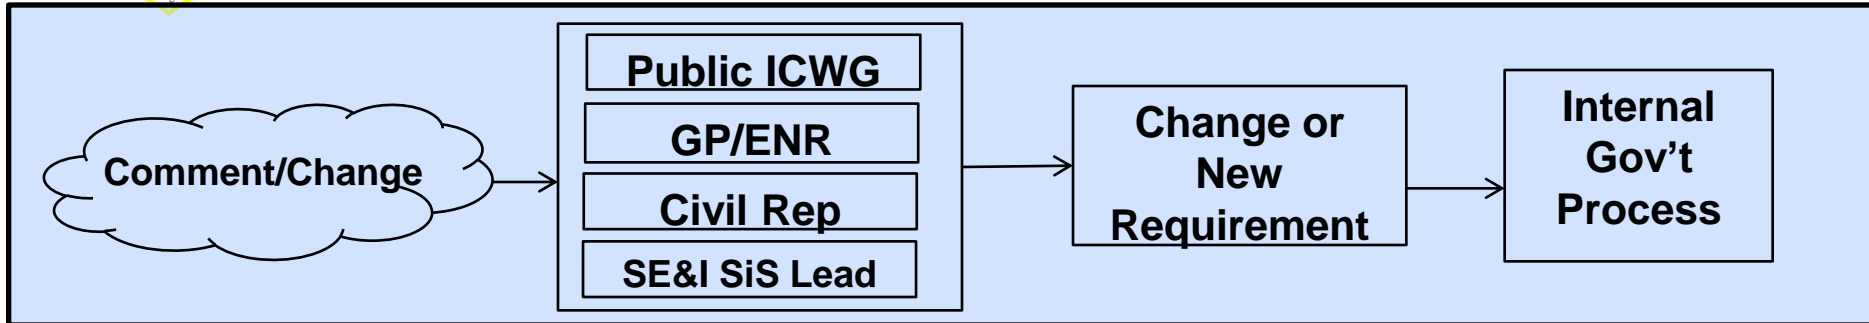 Comment/Change
Public ICWG
GP/ENR
Civil Rep
SE&I SiS Lead
Change or
New
Requirement
Internal
Gov’t
Process